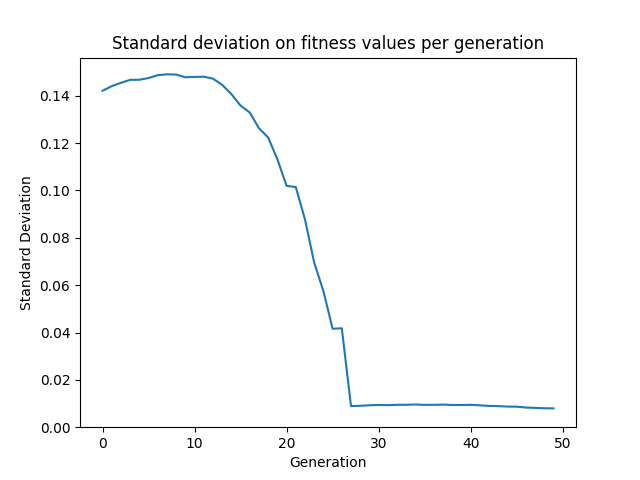 Standard deviation on fitness values per generation
0.14
0.12
0.10
0.08
0.06
0.04
0.02
0.00
Standard Deviation
0 10 20 30 40 50
Generation